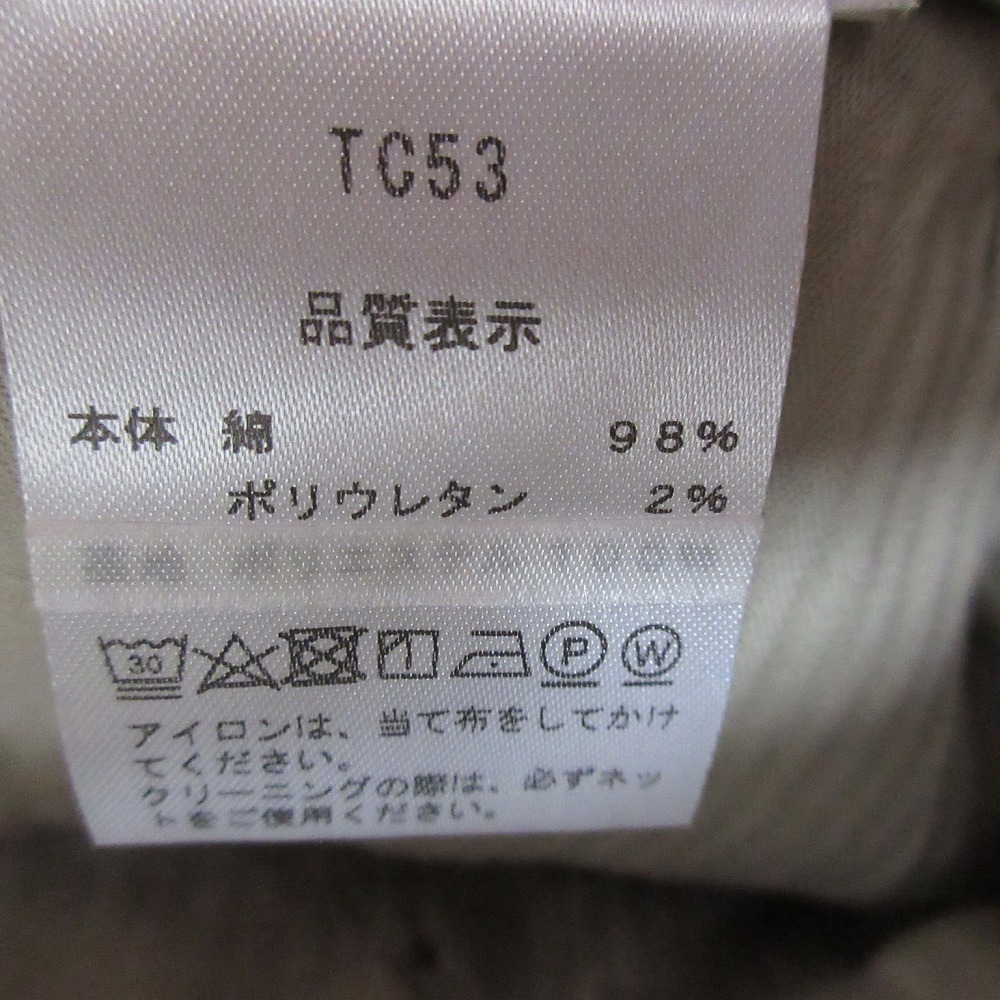 TC53
品質表示
本体 綿 98%
ポリウレタン 2%
30
P W
アイロンは、当て布をしてかけ
てください。
クリーニングの際は、必ずネッ
トをご使用ください。